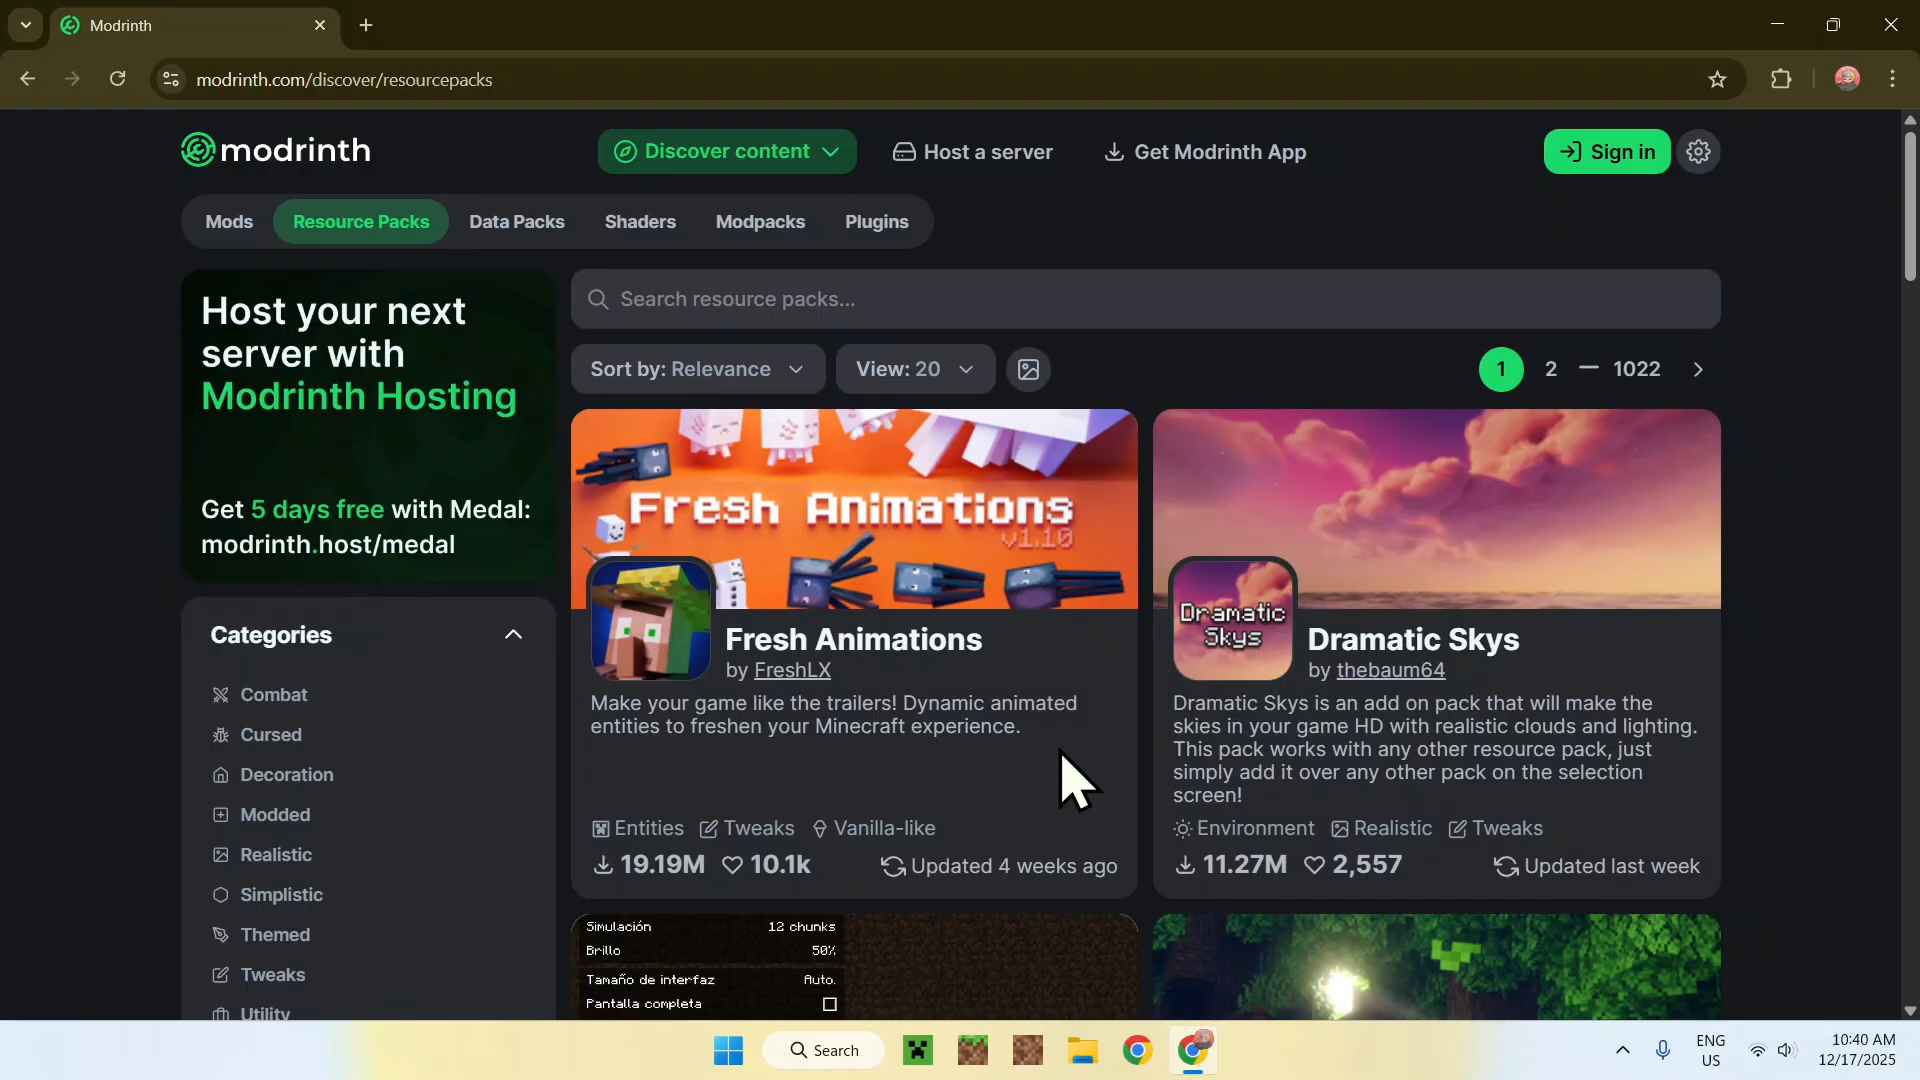 Modrinth
modrinth.com/discover/resourcepacks
modrinth
Discover content
Host a server
Get Modrinth App
Sign in
Mods
Resource Packs
Data Packs
Shaders
Modpacks
Plugins
Host your next
server with
Modrinth Hosting
Get 5 days free with Medal:
modrinth.host/medal
Search resource packs...
Sort by: Relevance
View: 20
1
2
1022
Categories
Combat
Cursed
Decoration
Modded
Realistic
Simplistic
Themed
Tweaks
Utility
Fresh Animations
v1.10
Fresh Animations
by FreshLX
Make your game like the trailers! Dynamic animated
entities to freshen your Minecraft experience.
Entities
Tweaks
Vanilla-like
19.19M
10.1k
Updated 4 weeks ago
Dramatic
Skys
Dramatic Skys
by thebaum64
Dramatic Skys is an add on pack that will make the
skies in your game HD with realistic clouds and lighting.
This pack works with any other resource pack, just
simply add it over any other pack on the selection
screen!
Environment
Realistic
Tweaks
11.27M
2,557
Updated last week
Simulación 12 chunks
Brillo 50%
Tamaño de interfaz Auto.
Pantalla completa
Search
ENG
US
10:40 AM
12/17/2025